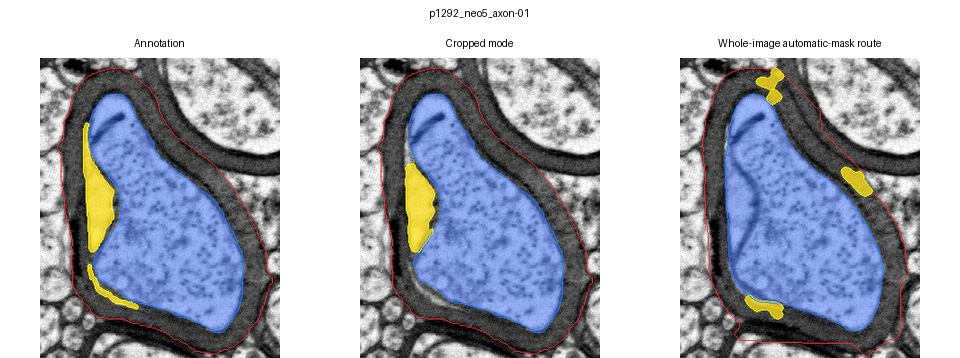 p1292_neo5_axon-01
Annotation
Cropped mode
Whole-image automatic-mask route